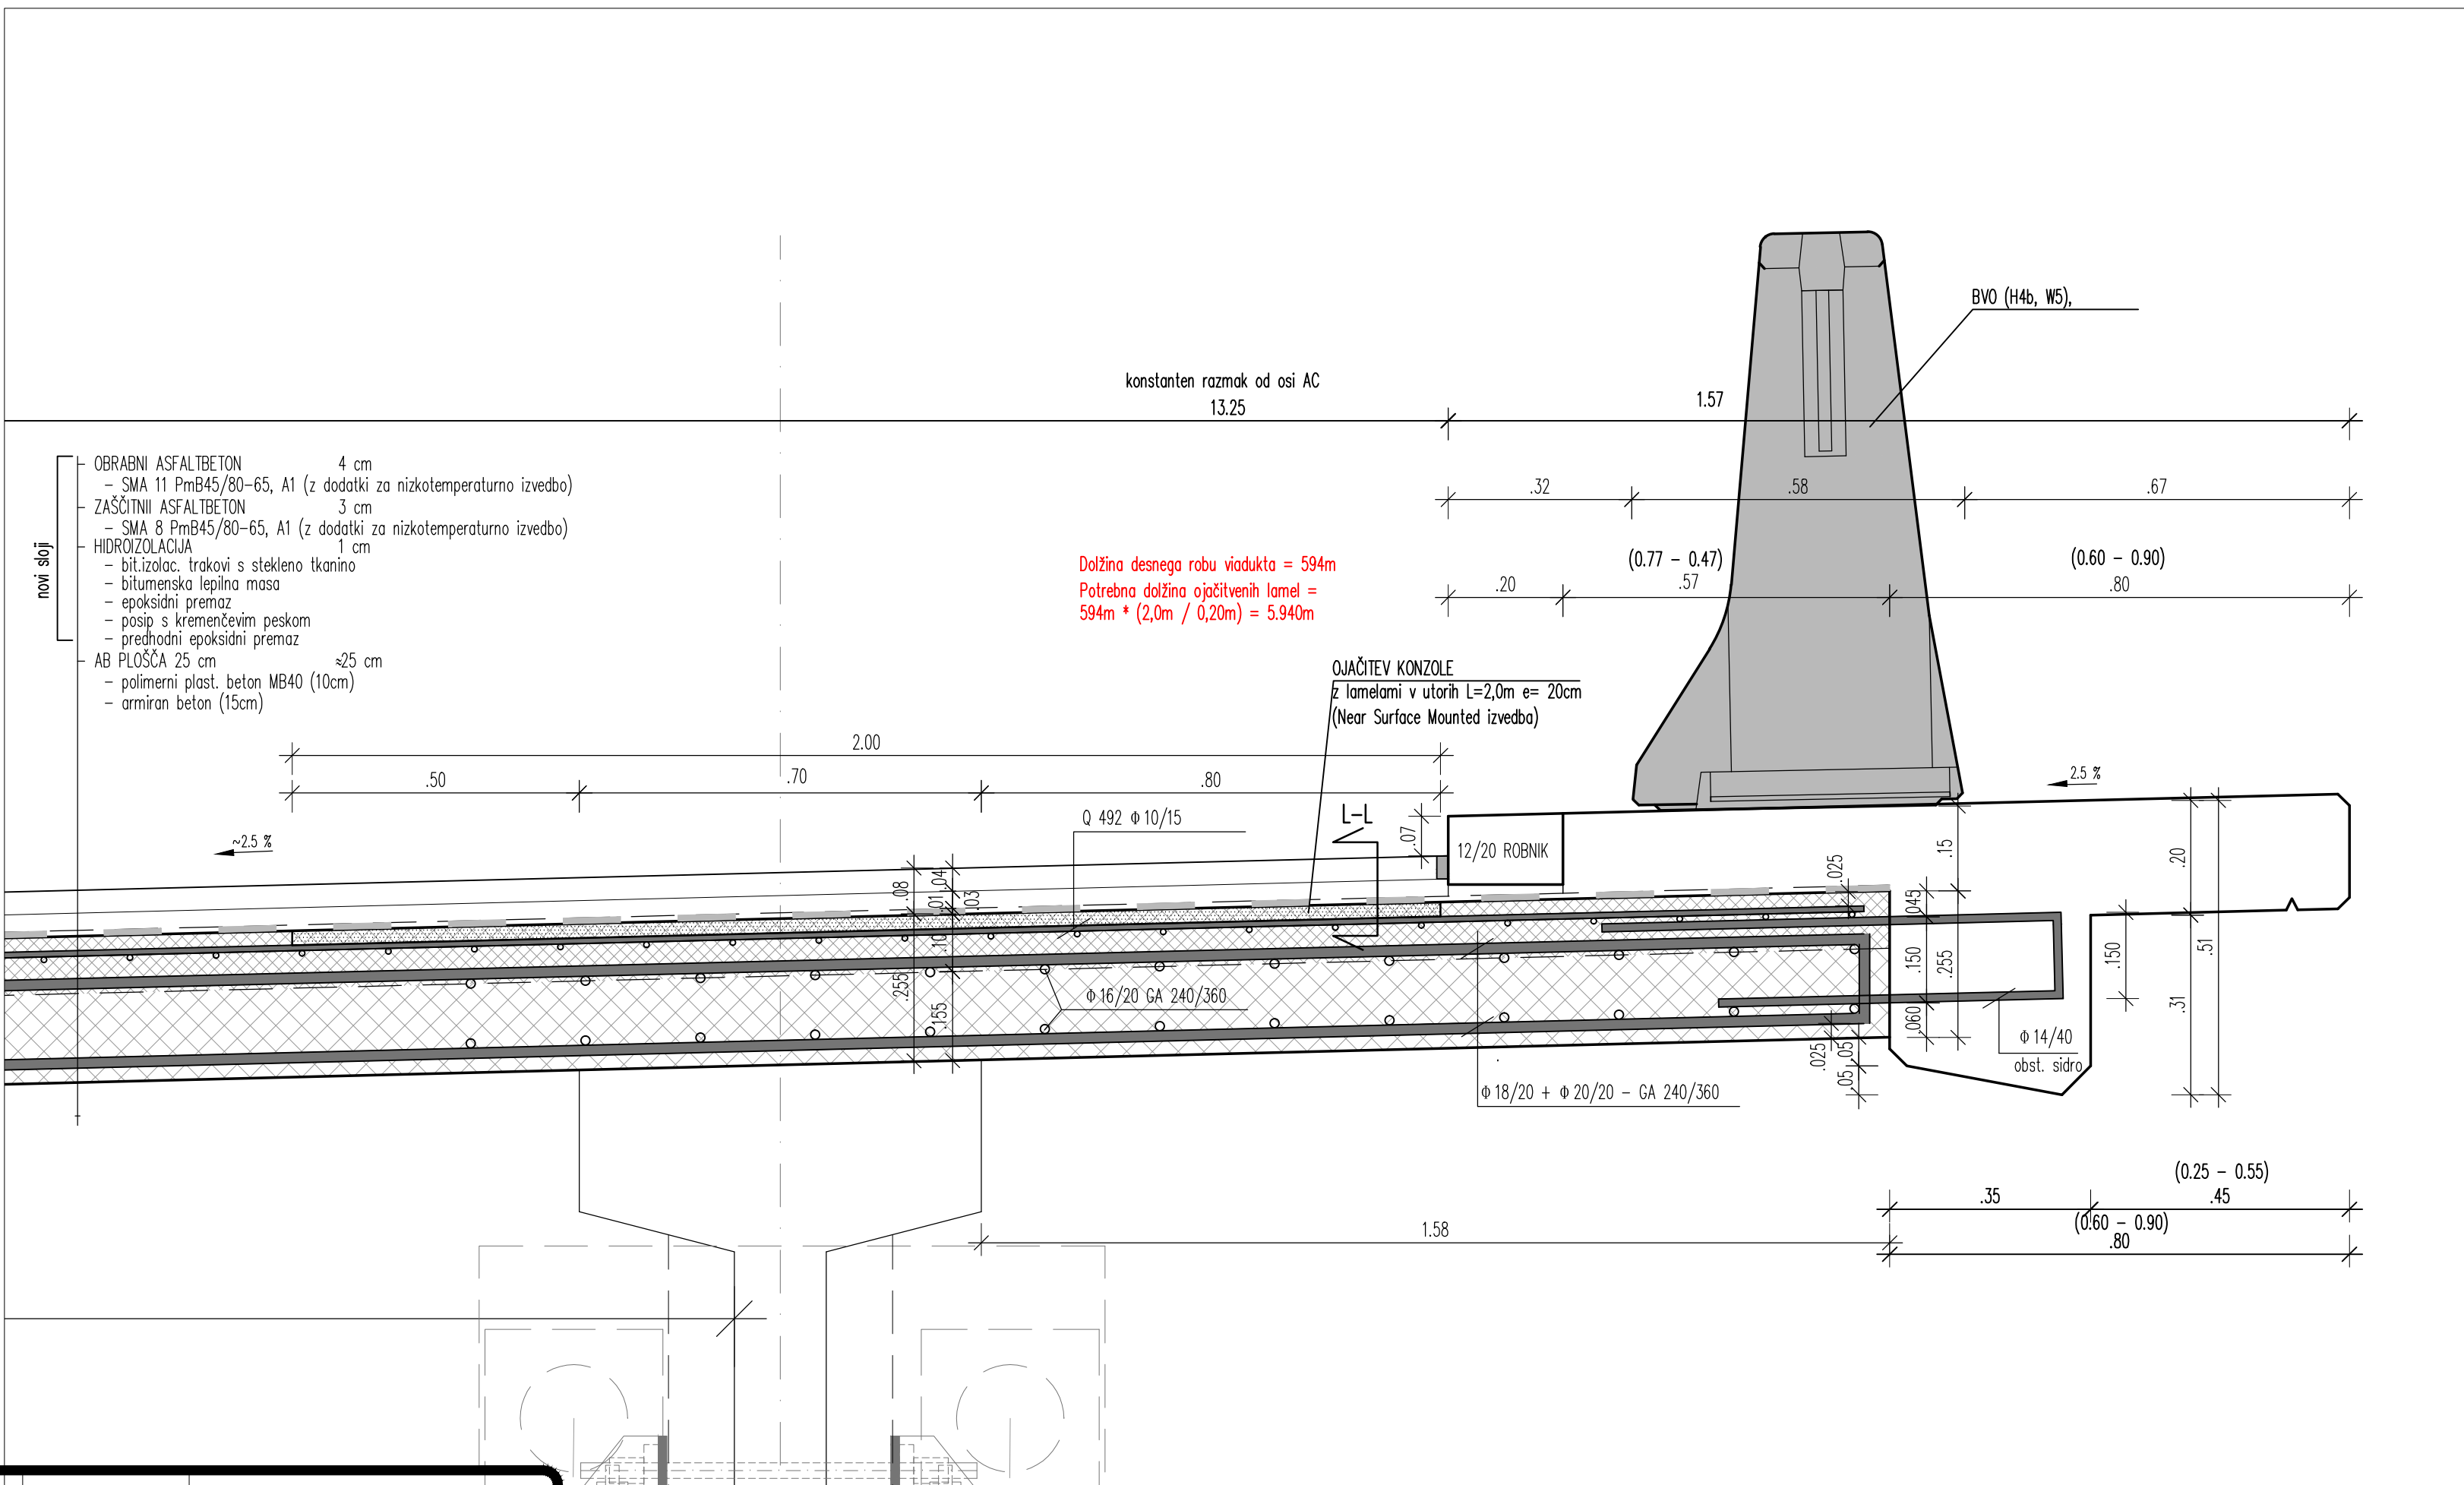 BVO (H4b, W5),
konstanten razmak od osi AC
13.25
1.57
OBRABNI ASFALTBETON 4 cm
- SMA 11 PmB45/80-65, A1 (z dodatki za nizkotemperaturno izvedbo)
ZAŠČITNII ASFALTBETON 3 cm
- SMA 8 PmB45/80-65, A1 (z dodatki za nizkotemperaturno izvedbo)
HIDROIZOLACIJA 1 cm
- bit.izolac. trakovi s stekleno tkanino
- bitumenska lepilna masa
- epoksidni premaz
- posip s kremenčevim peskom
- predhodni epoksidni premaz
novi sloji
AB PLOŠČA 25 cm ≈25 cm
- polimerni plast. beton MB40 (10cm)
- armiran beton (15cm)
.32
.58
.67
(0.77 - 0.47)
(0.60 - 0.90)
.20
.57
.80
Dolžina desnega robu viadukta = 594m
Potrebna dolžina ojačitvenih lamel =
594m * (2,0m / 0,20m) = 5.940m
OJAČITEV KONZOLE
z lamelami v utorih L=2,0m e= 20cm
(Near Surface Mounted izvedba)
2.00
.50
.70
.80
2.5 %
~2.5 %
Q 492 Φ10/15
L-L
.07
12/20 ROBNIK
.025
.15
.20
.51
.08
.04
.01
.03
.10
.255
.155
.045
.150
.255
.060
.150
.31
Φ16/20 GA 240/360
Φ14/40
obst. sidro
.025
.05
.05
Φ18/20 + Φ20/20 - GA 240/360
(0.25 - 0.55)
.35
.45
(0.60 - 0.90)
.80
1.58